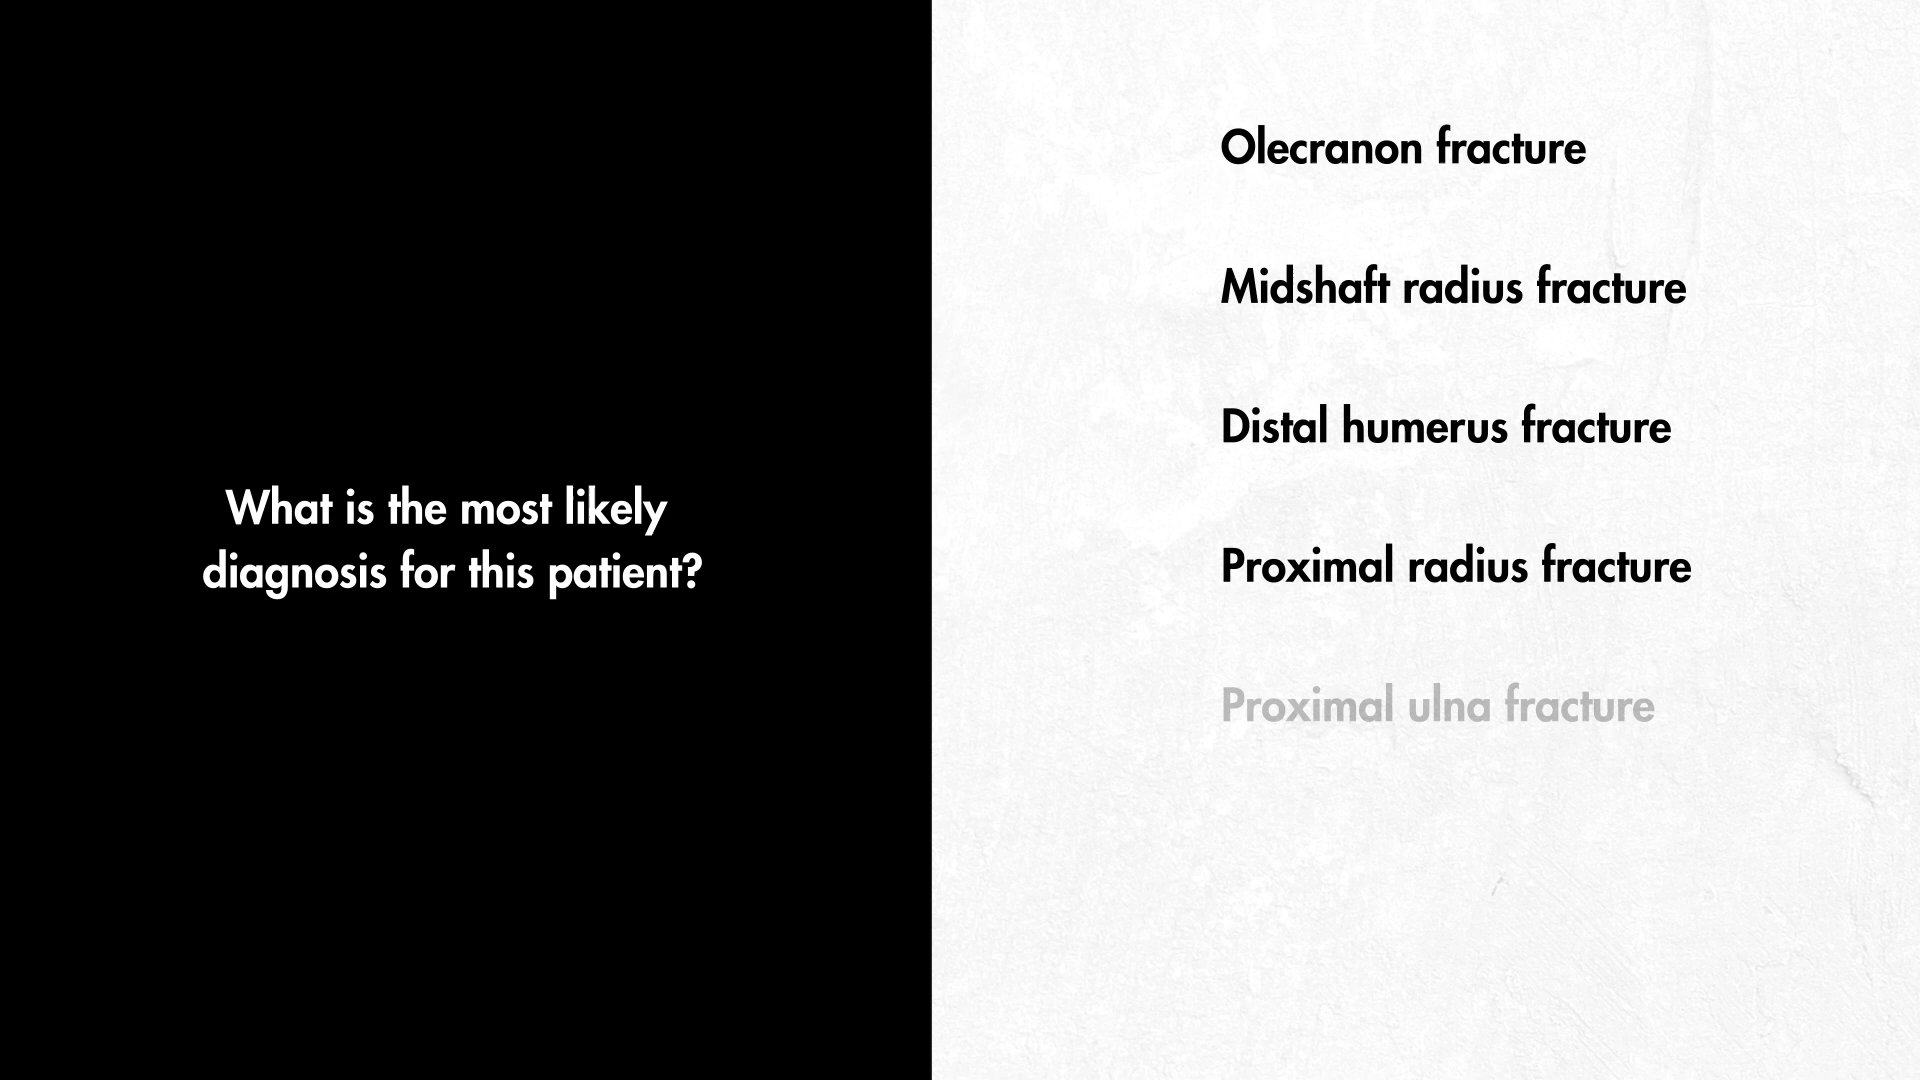 What is the most likely
diagnosis for this patient?
Olecranon fracture
Midshaft radius fracture
Distal humerus fracture
Proximal radius fracture
Proximal ulna fracture